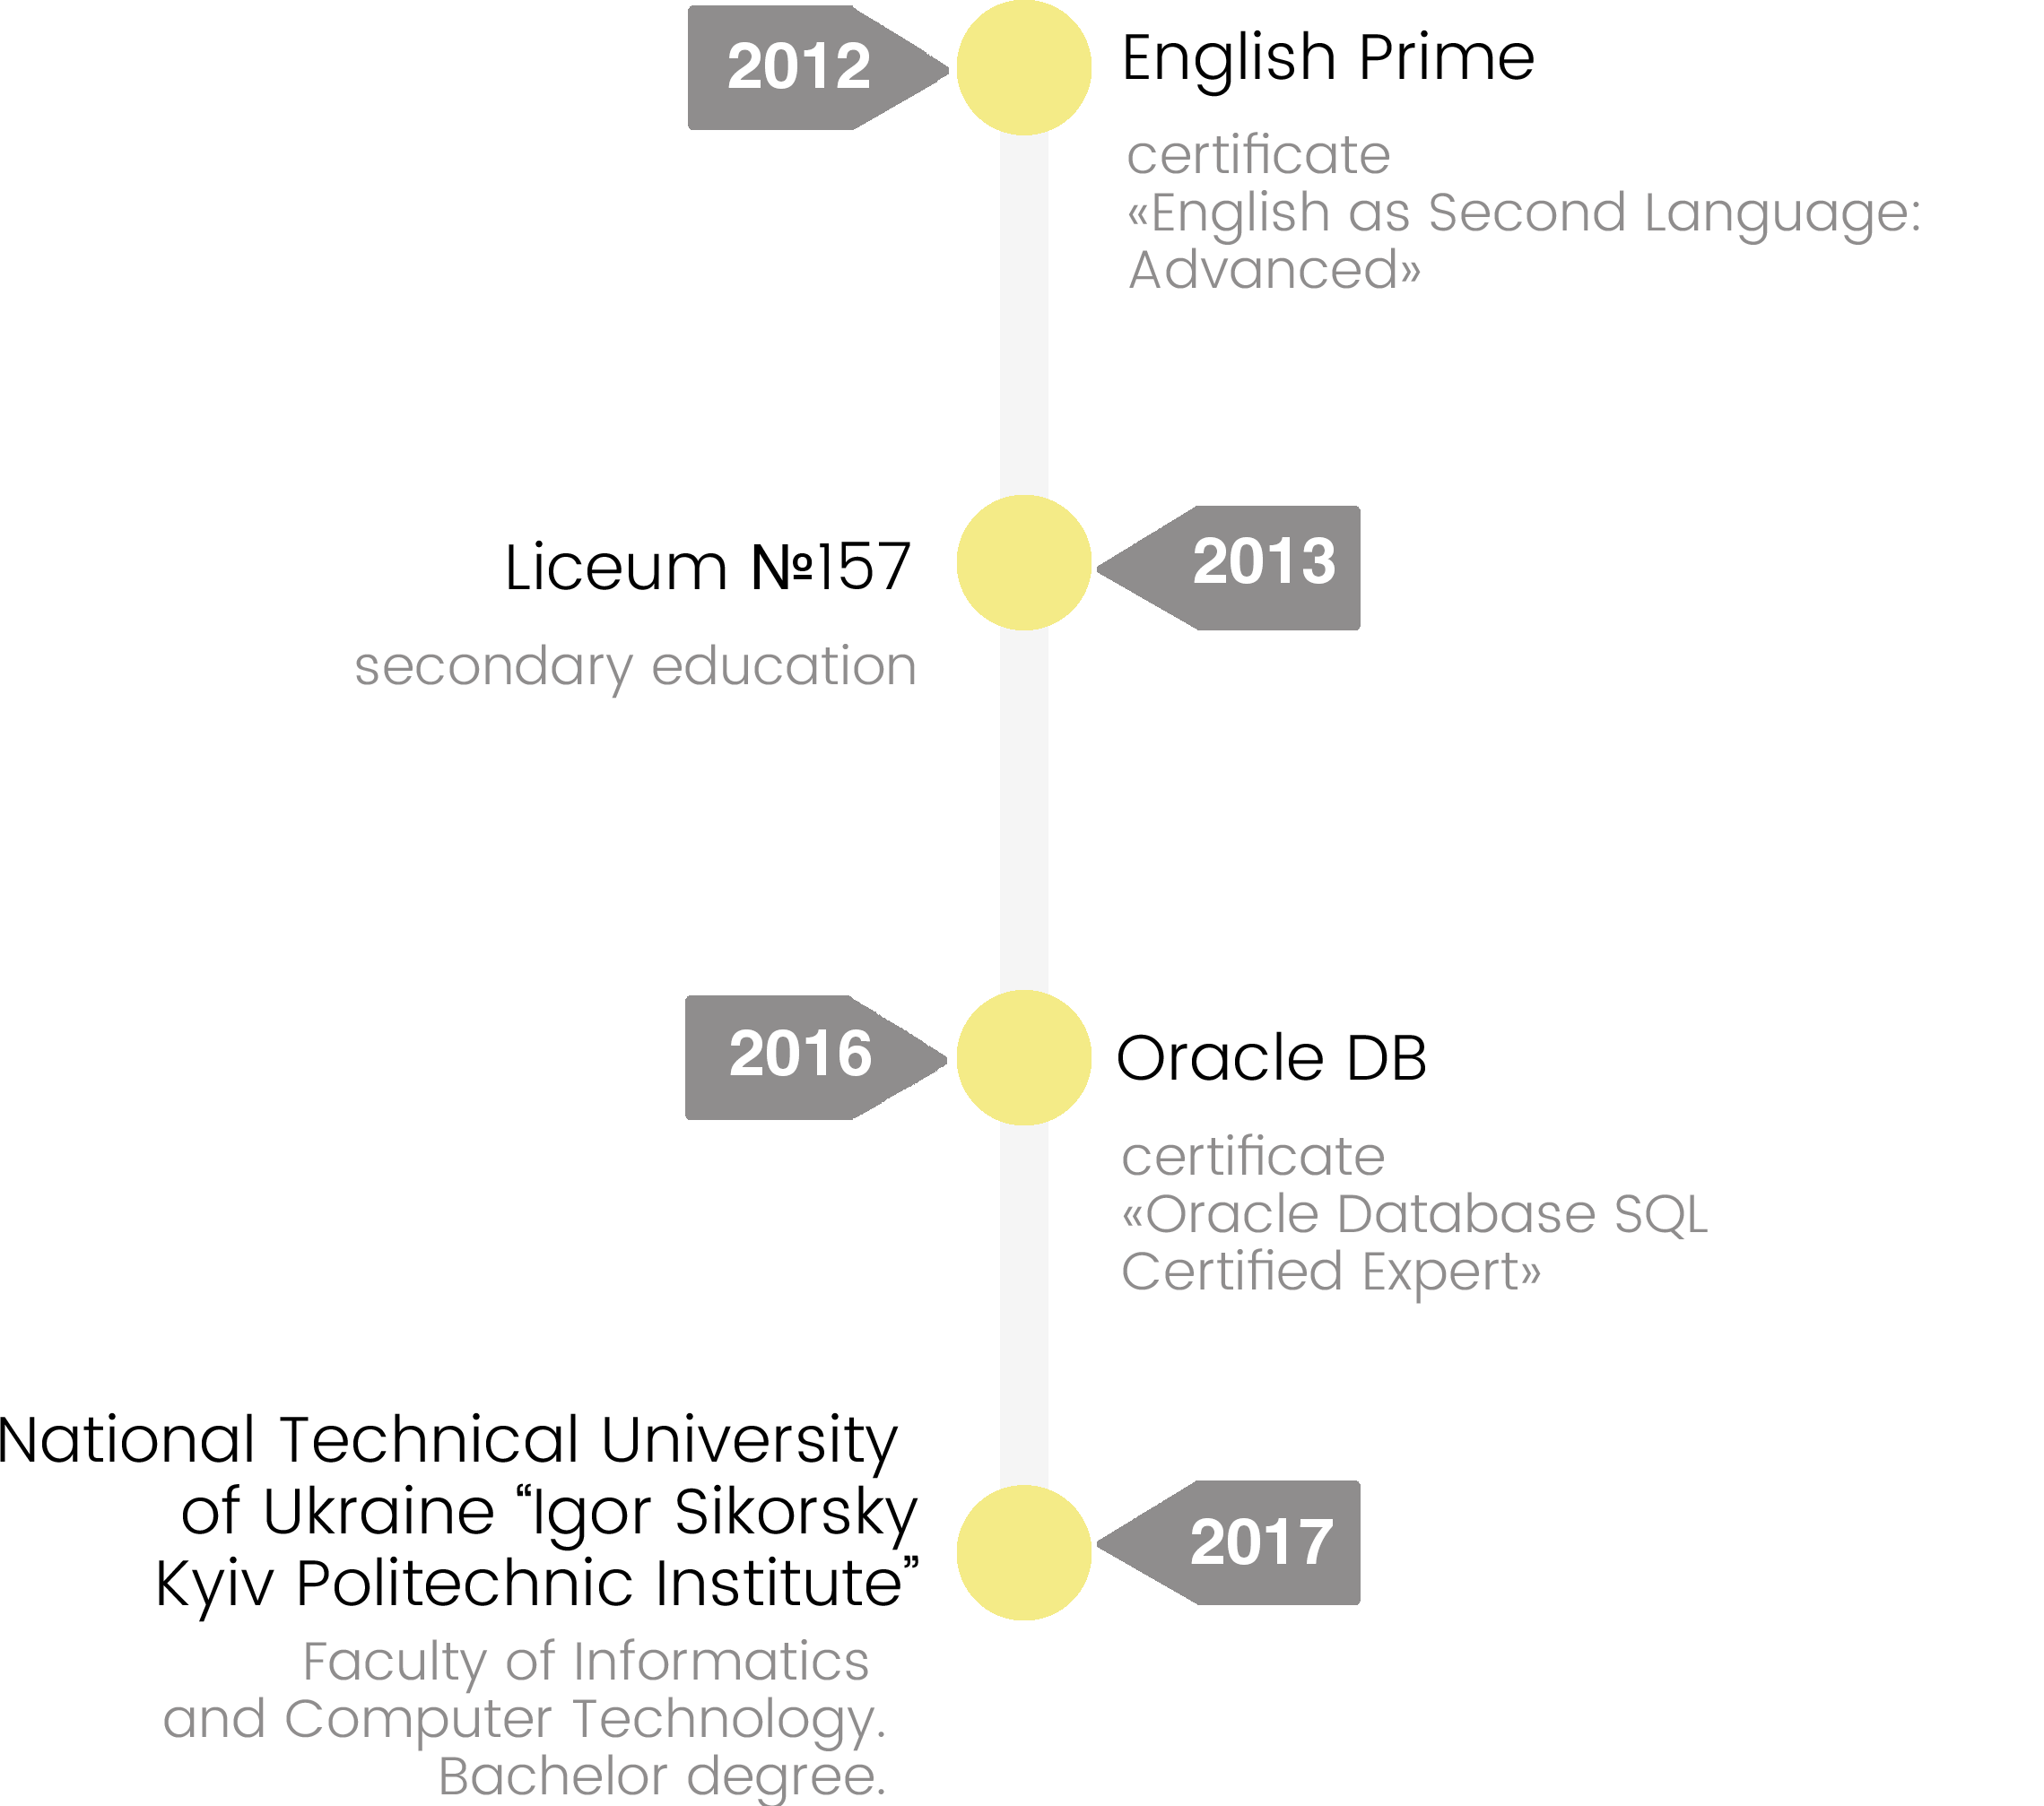 2012
English Prime
certificate
«English as Second Language:
Advanced»
2013
Liceum №157
secondary education
2016
Oracle DB
certificate
«Oracle Database SQL
Certified Expert»
2017
National Technical University
of Ukraine “Igor Sikorsky
Kyiv Politechnic Institute”
Faculty of Informatics
and Computer Technology.
Bachelor degree.